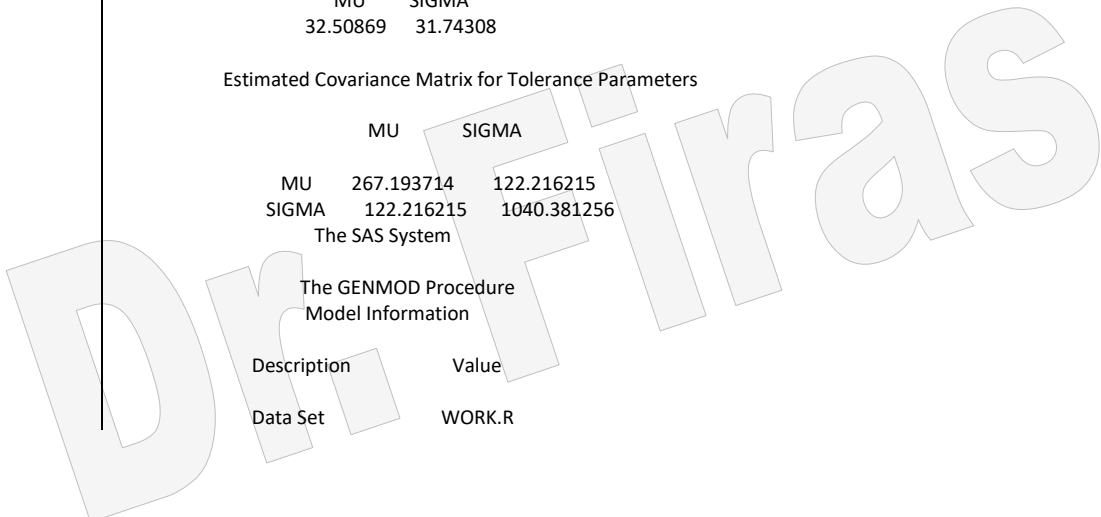 MU SIGMA
32.50869 31.74308
Estimated Covariance Matrix for Tolerance Parameters
MU SIGMA
MU 267.193714 122.216215
SIGMA 122.216215 1040.381256
The SAS System
The GENMOD Procedure
Model Information
Description Value
Data Set WORK.R
Dr. Firas